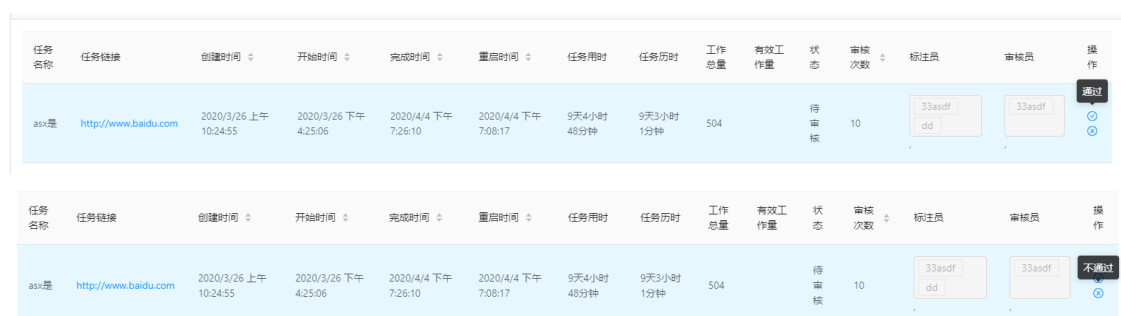 任务名称 任务链接 创建时间 开始时间 完成时间 重启时间 任务用时 任务历时 工作总量 有效工作量 状态 审核次数 标注员 审核员 操作
通过
asx是 http://www.baidu.com 2020/3/26 上午10:24:55 2020/3/26 下午4:25:06 2020/4/4 下午7:26:10 2020/4/4 下午7:08:17 9天4小时48分钟 9天3小时1分钟 504 待审核 10 33asdf dd , 33asdf ,
任务名称 任务链接 创建时间 开始时间 完成时间 重启时间 任务用时 任务历时 工作总量 有效工作量 状态 审核次数 标注员 审核员 操作
不通过
asx是 http://www.baidu.com 2020/3/26 上午10:24:55 2020/3/26 下午4:25:06 2020/4/4 下午7:26:10 2020/4/4 下午7:08:17 9天4小时48分钟 9天3小时1分钟 504 待审核 10 33asdf dd , 33asdf ,